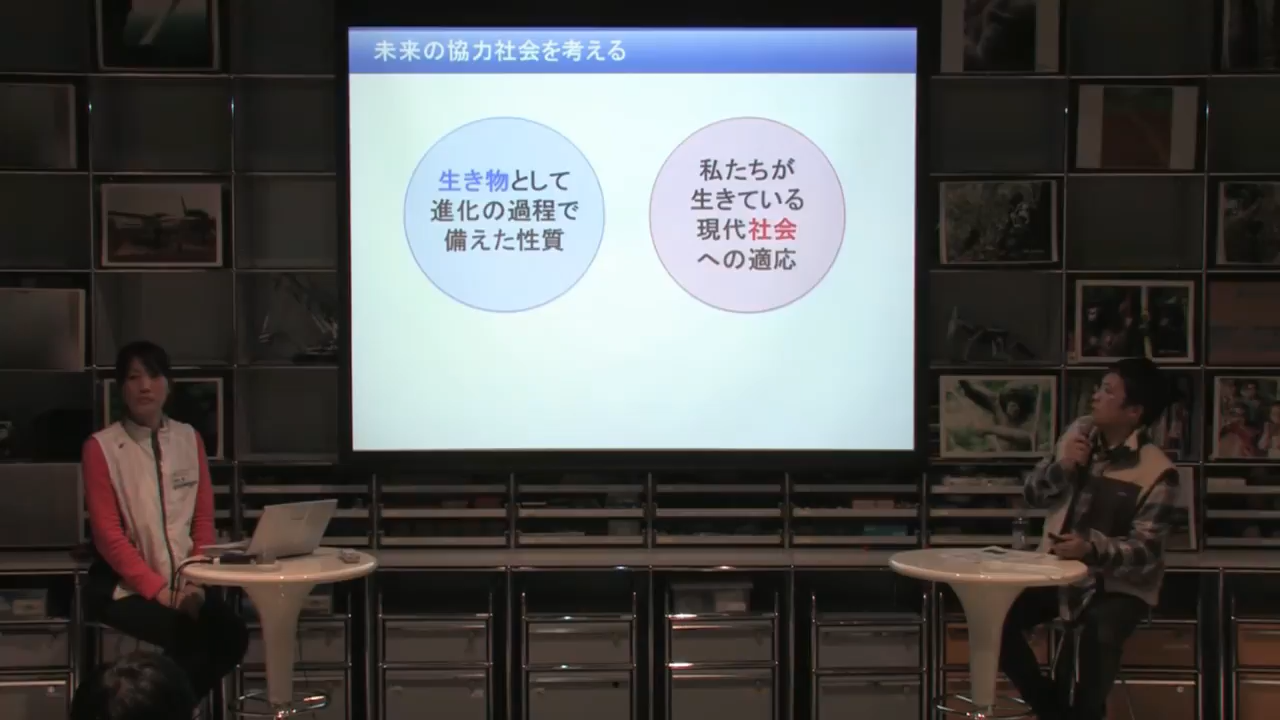 未来の協力社会を考える
生き物として
進化の過程で
備えた性質
私たちが
生きている
現代社会
への適応